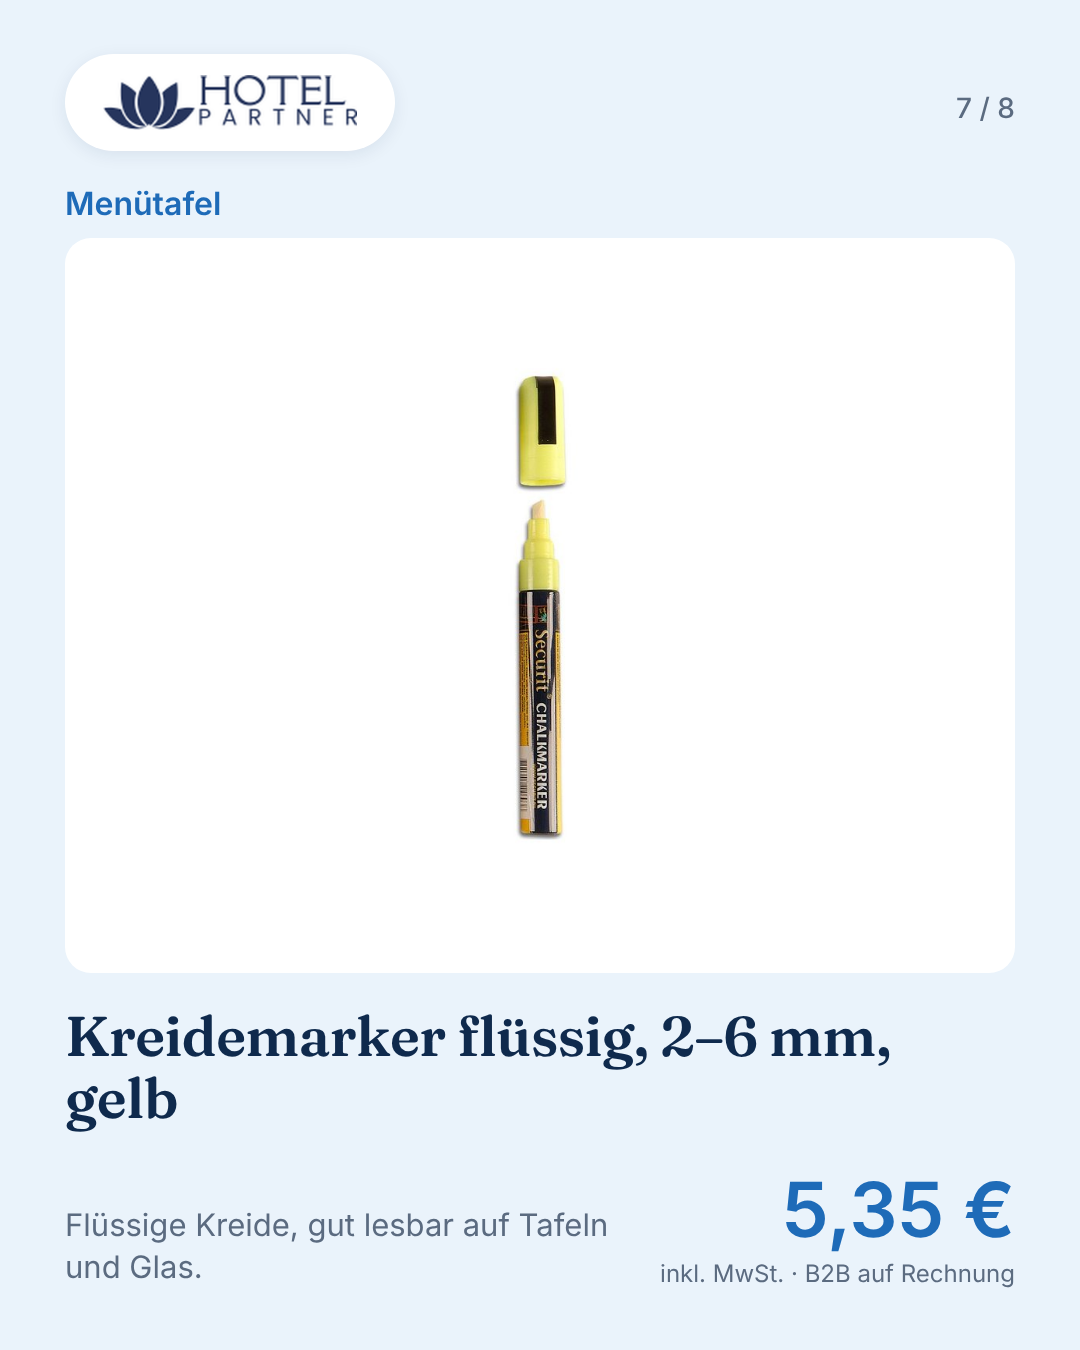 HOTEL
PARTNER
7 / 8
Menütafel
Securit®
CHALKMARKER
Kreidemarker flüssig, 2–6 mm,
gelb
Flüssige Kreide, gut lesbar auf Tafeln
und Glas.
5,35 €
inkl. MwSt. · B2B auf Rechnung